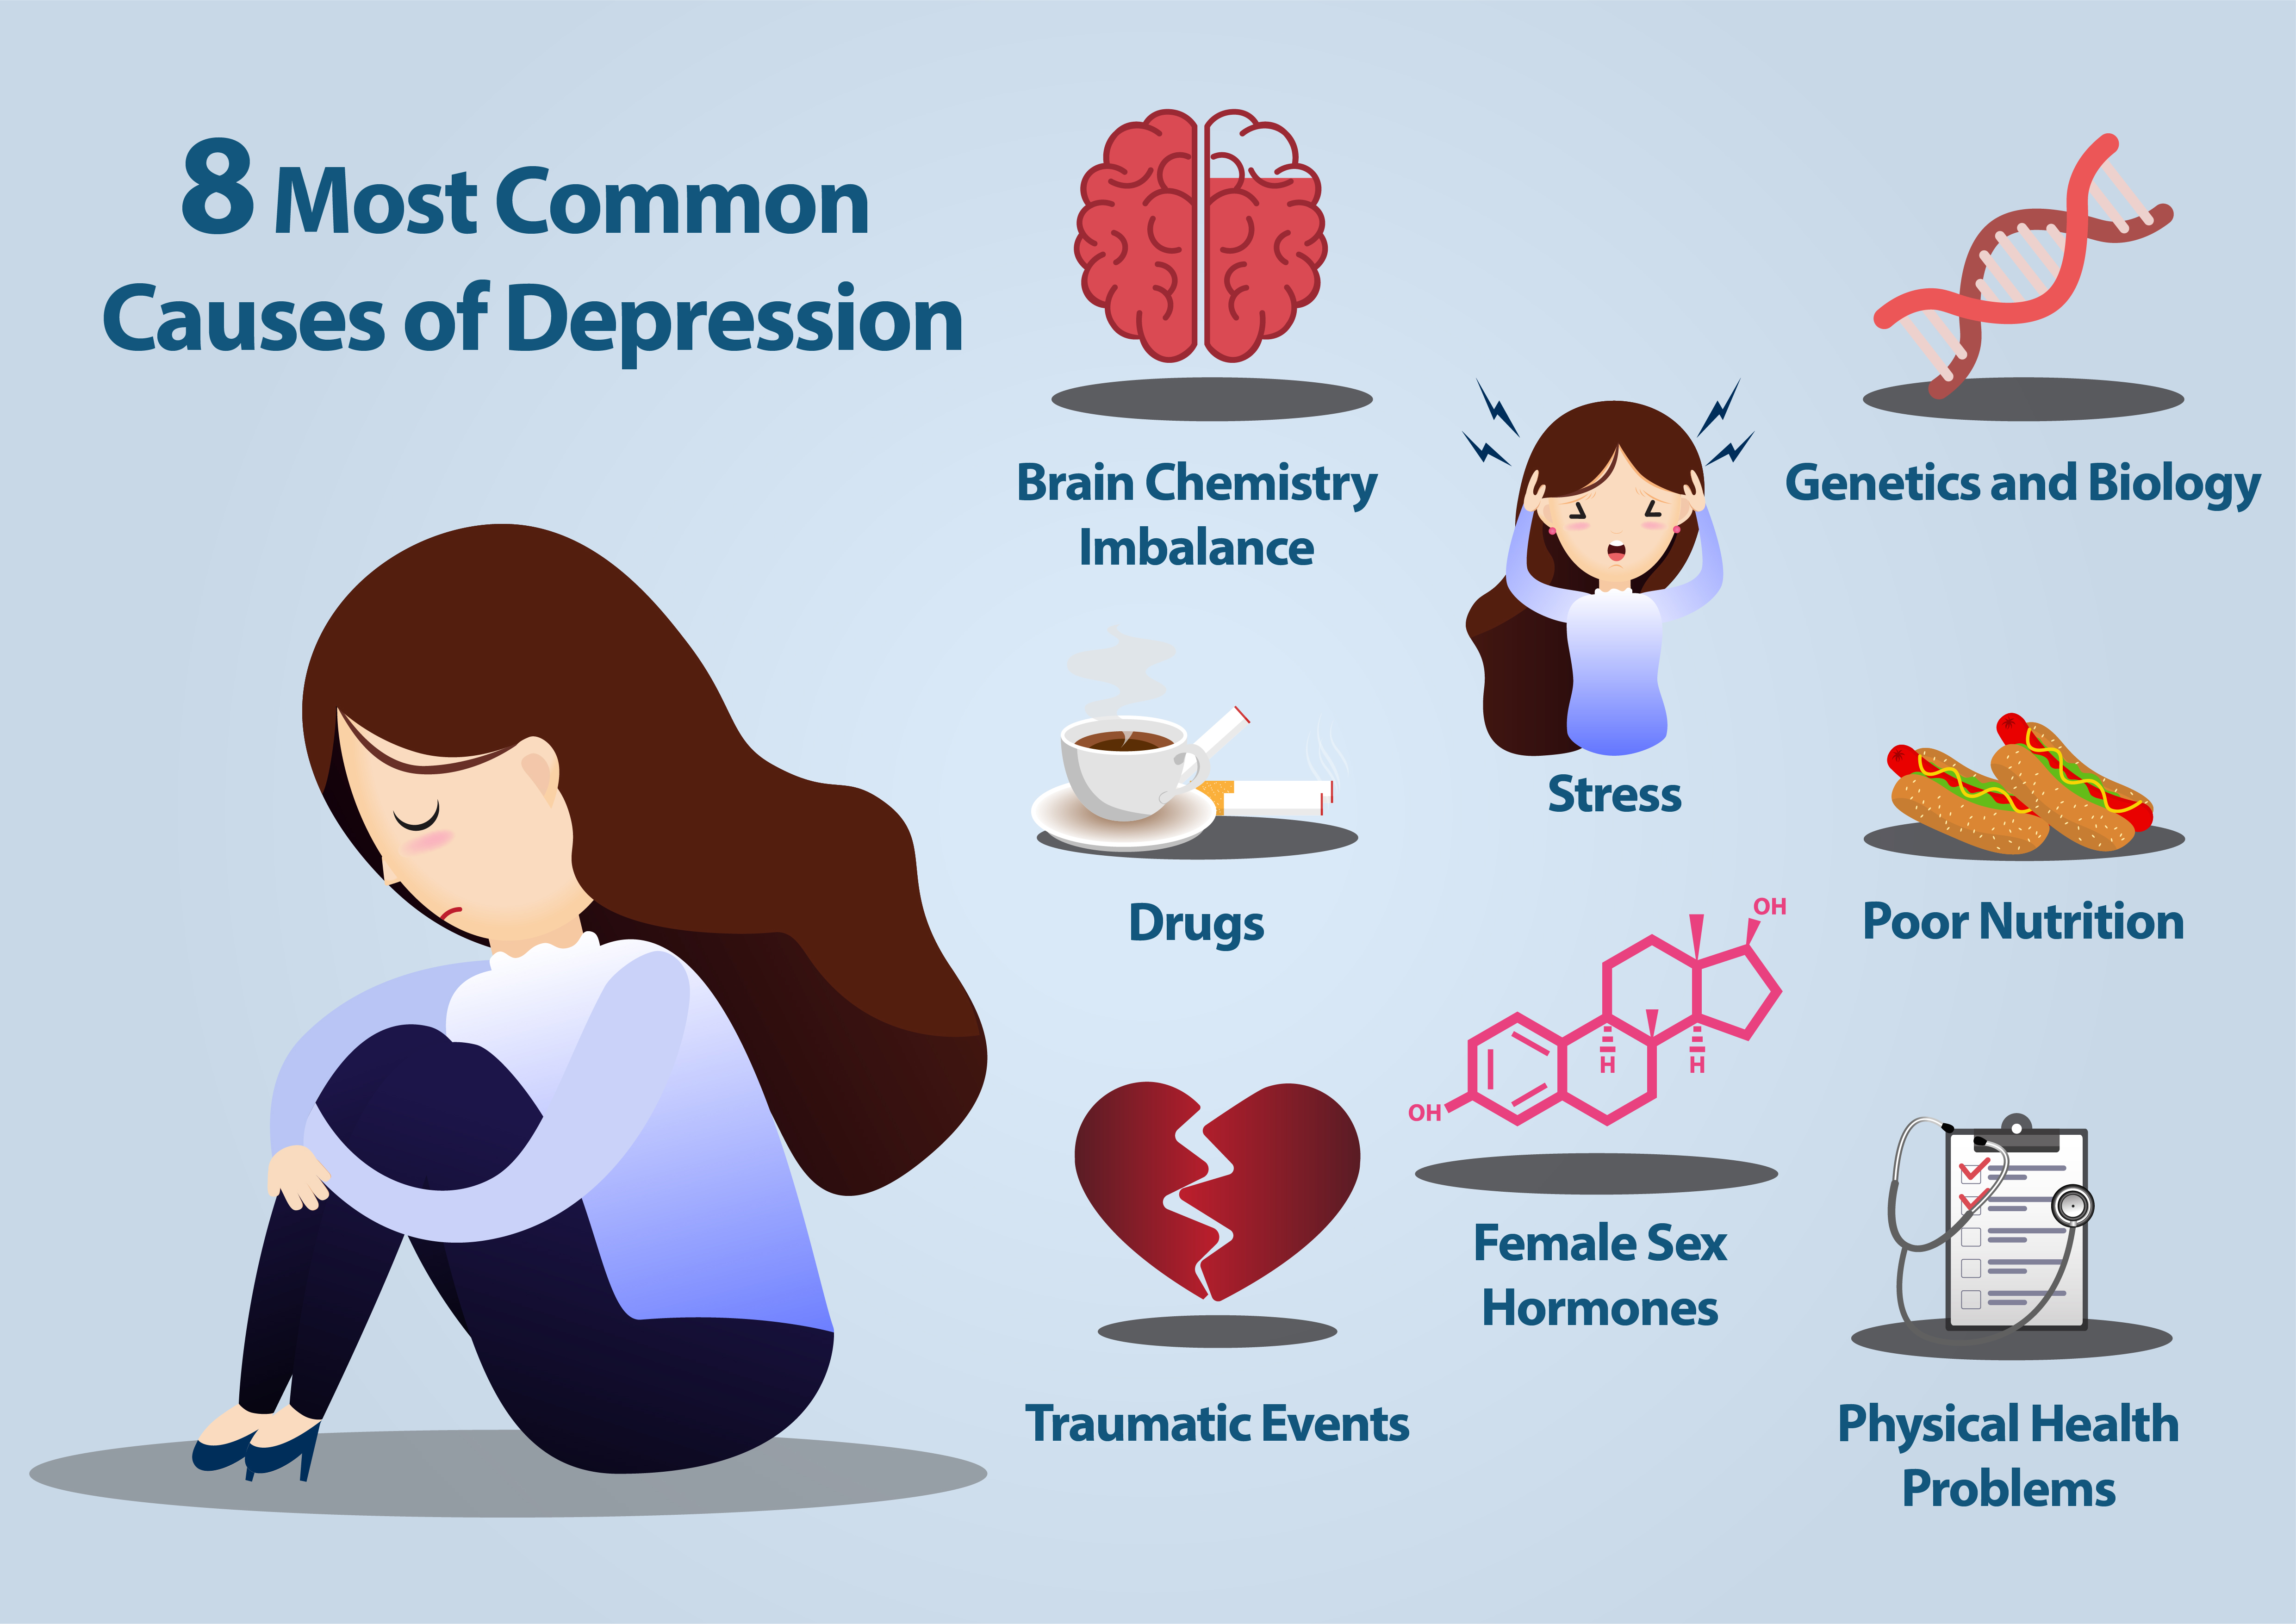 8 Most Common
Causes of Depression
Brain Chemistry
Imbalance
Genetics and Biology
Stress
Drugs
Poor Nutrition
OH
H
H
OH
Female Sex
Hormones
Traumatic Events
Physical Health
Problems